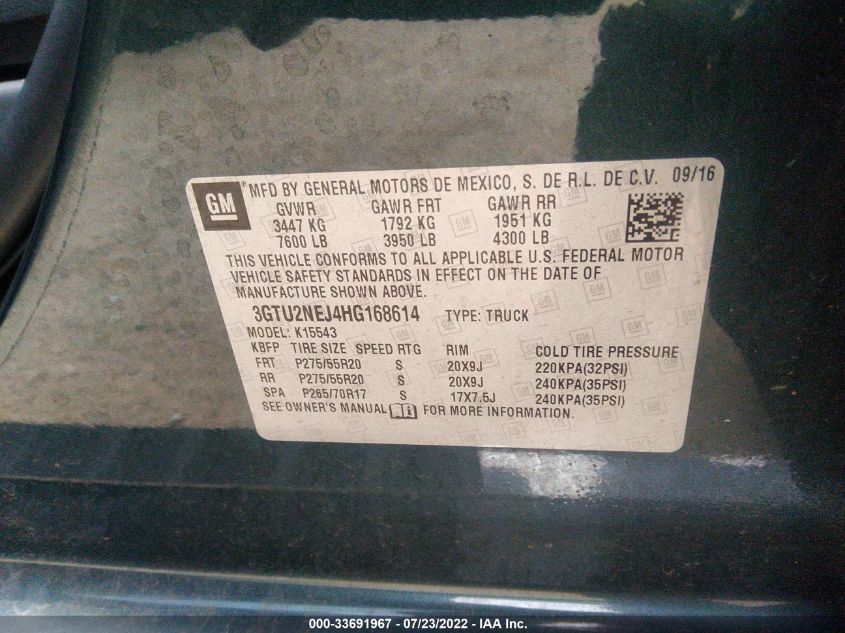 GM ® MFD BY GENERAL MOTORS DE MEXICO, S. DE R.L. DE C.V. 09/16
GVWR GAWR FRT GAWR RR
3447 KG 1792 KG 1951 KG
7600 LB 3950 LB 4300 LB
THIS VEHICLE CONFORMS TO ALL APPLICABLE U.S. FEDERAL MOTOR
VEHICLE SAFETY STANDARDS IN EFFECT ON THE DATE OF
MANUFACTURE SHOWN ABOVE.
3GTU2NEJ4HG168614 TYPE: TRUCK
MODEL: K15543
KBFP TIRE SIZE SPEED RTG RIM COLD TIRE PRESSURE
FRT P275/55R20 S 20X9J 220KPA(32PSI)
RR P275/55R20 S 20X9J 240KPA(35PSI)
SPA P265/70R17 S 17X7.5J 240KPA(35PSI)
SEE OWNER'S MANUAL FOR MORE INFORMATION.
000-33691967 - 07/23/2022 - IAA Inc.